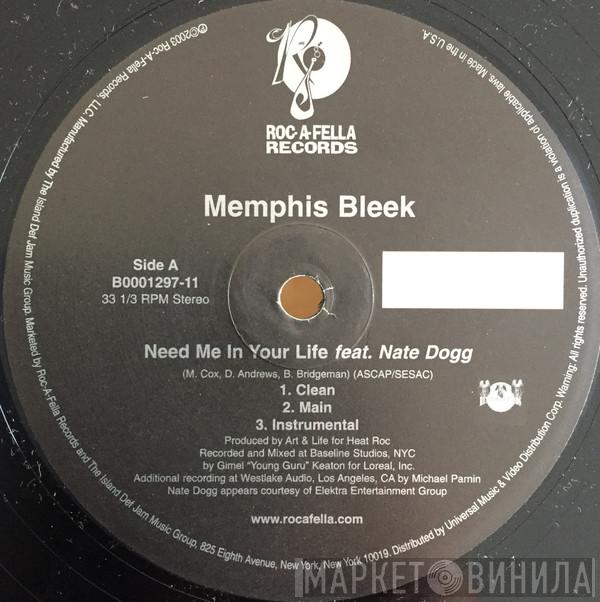 ROC-A-FELLA
RECORDS
Memphis Bleek
Side A
B0001297-11
33 1/3 RPM Stereo
Need Me In Your Life feat. Nate Dogg
(M. Cox, D. Andrews, B. Bridgeman) (ASCAP/SESAC)
1. Clean
2. Main
3. Instrumental
Produced by Art & Life for Heat Roc
Recorded and Mixed at Baseline Studios, NYC
by Gimel "Young Guru" Keaton for Loreal, Inc.
Additional recording at Westlake Audio, Los Angeles, CA by Michael Parnin
Nate Dogg appears courtesy of Elektra Entertainment Group
www.rocafella.com
℗©2003 Roc-A-Fella Records, LLC. Manufactured by The Island Def Jam Music Group. Marketed by Roc-A-Fella Records and The Island Def Jam Music Group, 825 Eighth Avenue, New York, New York 10019. Distributed by Universal Music & Video Distribution Corp. Warning: All rights reserved. Unauthorized duplication is a violation of applicable laws. Made in the U.S.A.
МАРКЕТ ВИНИЛА